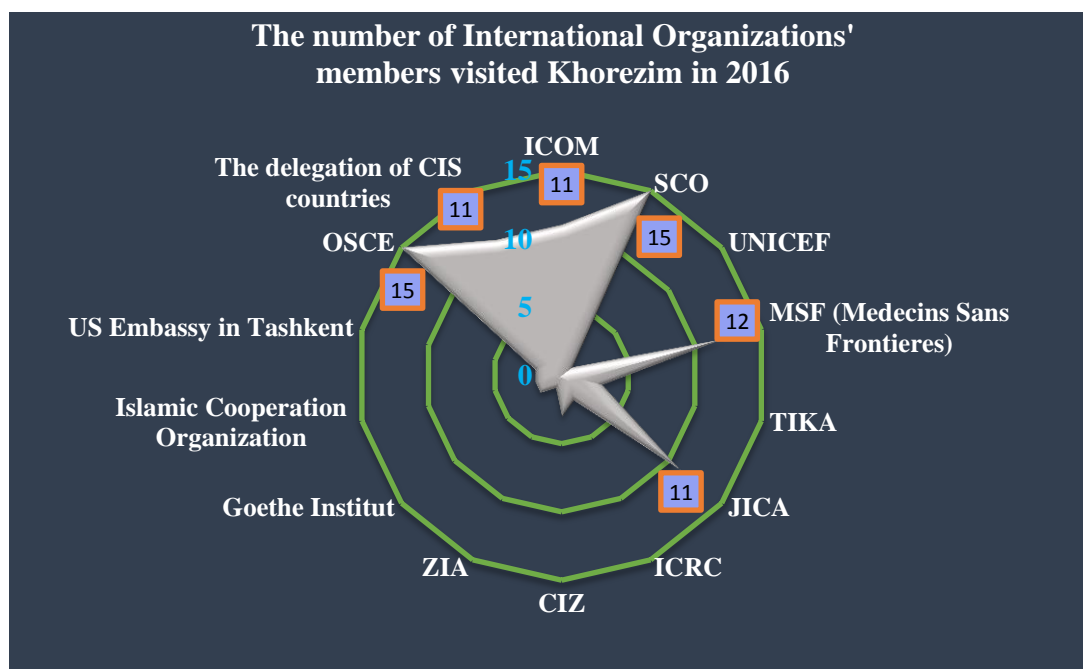 The number of International Organizations'
members visited Khorezim in 2016
ICOM
SCO
UNICEF
MSF (Medecins Sans
Frontieres)
TIKA
JICA
ICRC
CIZ
ZIA
Goethe Institut
Islamic Cooperation
Organization
US Embassy in Tashkent
OSCE
The delegation of CIS
countries
15
10
5
0
11
15
12
11
15
11